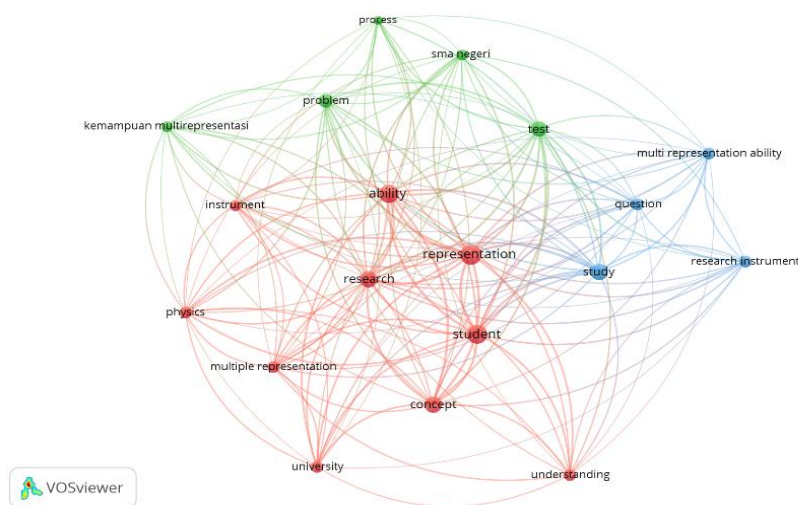 process
sma negeri
problem
kemampuan multirepresentasi
test
multi representation ability
ability
instrument
question
representation
research instrument
study
research
physics
student
multiple representation
concept
university
understanding
VOSviewer